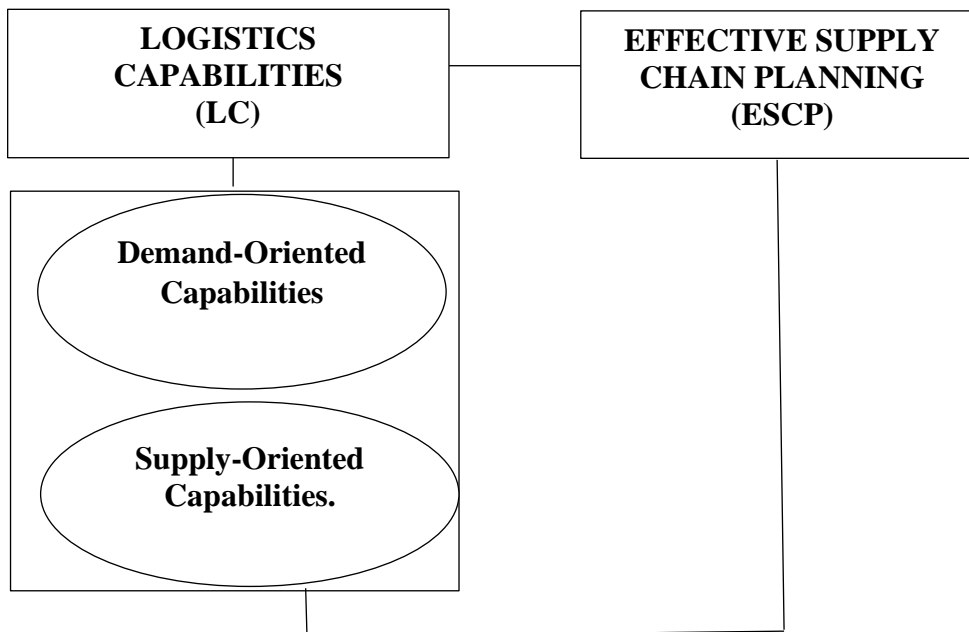 LOGISTICS
CAPABILITIES
(LC)
EFFECTIVE SUPPLY
CHAIN PLANNING
(ESCP)
Demand-Oriented
Capabilities
Supply-Oriented
Capabilities.